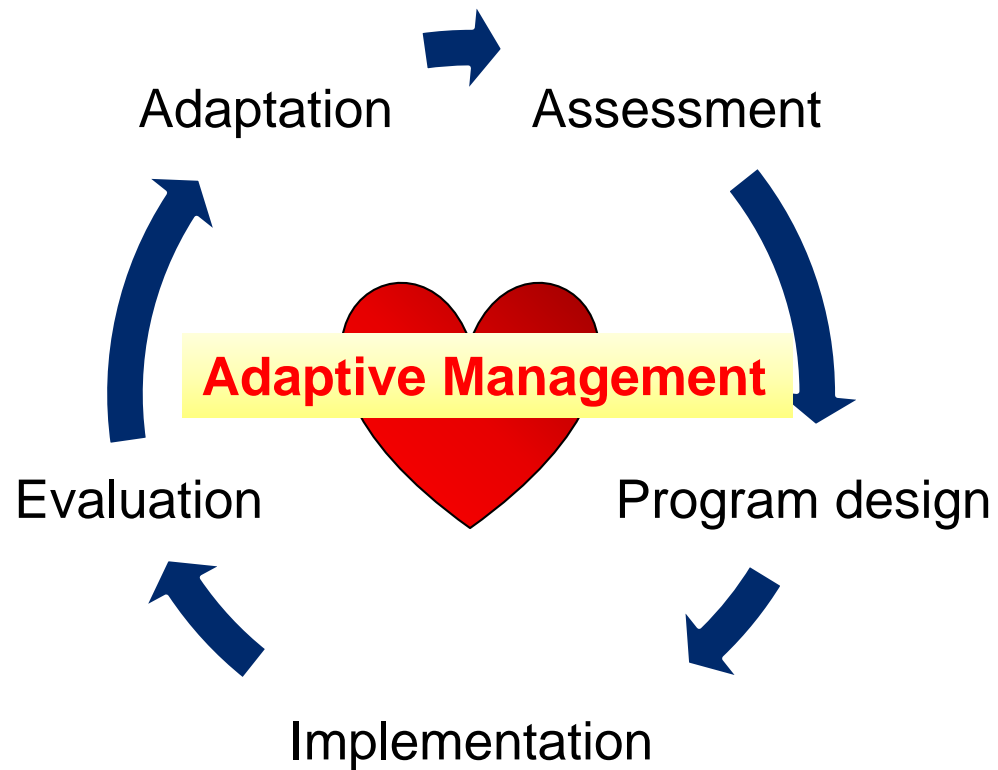 Adaptation
Assessment
Adaptive Management
Evaluation
Program design
Implementation